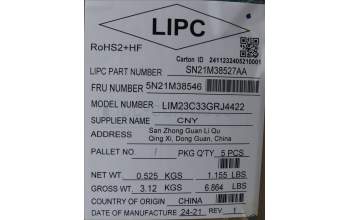 LIPC
RoHS2+HF
Carton ID 2411232405210001
LIPC PART NUMBER SN21M38527AA
FRU NUMBER 5N21M38546
MODEL NUMBER LIM23C33GRJ4422
SUPPLIER NAME CNY
ADDRESS San Zhong Guan Li Qu
Qing Xi, Dong Guan, China
PALLET NO / PKG Q'TY 5 PCS
NET WT. 0.525 KGS 1.155 LBS
GROSS WT. 3.12 KGS 6.864 LBS
COUNTRY OF ORIGIN CHINA
DATE OF MANUFACTURE 24-21 REV 1